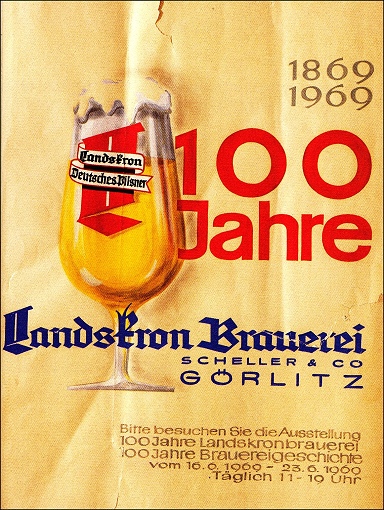 1869
1969
Landskron
Deutsches Pilsner
100
Jahre
Landskron Brauerei
SCHELLER & CO
GÖRLITZ
Bitte besuchen Sie die Ausstellung
100 Jahre Landskronbrauerei
100 Jahre Brauereigeschichte
vom 16.6.1969 - 23.6.1969
Täglich 11 - 19 Uhr